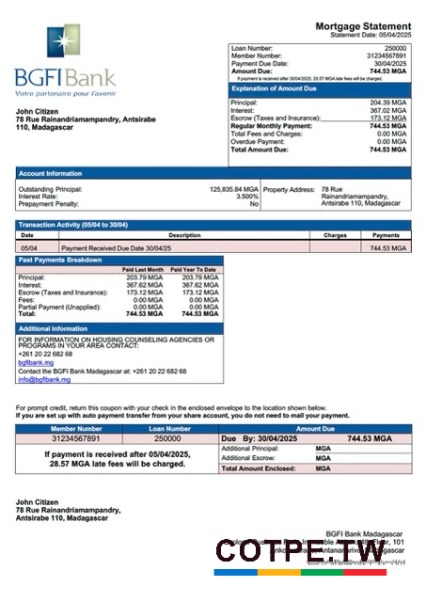 Mortgage Statement
Statement Date: 05/04/2025
BGFIBank
Votre partenaire pour l'avenir
Loan Number: 250000
Member Number: 31234567891
Payment Due Date: 30/04/2025
Amount Due: 744.53 MGA
If payment is received after 30/04/2025, 28.57 MGA late fees will be charged.
John Citizen
78 Rue Rainandriamampandry, Antsirabe
110, Madagascar
Explanation of Amount Due
Principal: 204.39 MGA
Interest: 367.02 MGA
Escrow (Taxes and Insurance): 173.12 MGA
Regular Monthly Payment: 744.53 MGA
Total Fees and Charges: 0.00 MGA
Overdue Payment: 0.00 MGA
Total Amount Due: 744.53 MGA
Account Information
Outstanding Principal: 125,835.84 MGA
Interest Rate: 3.500%
Prepayment Penalty: No
Property Address: 78 Rue
Rainandriamampandry,
Antsirabe 110, Madagascar
Transaction Activity (05/04 to 30/04)
Date Description Charges Payments
05/04 Payment Received Due Date 30/04/25 744.53 MGA
Past Payments Breakdown
Paid Last Month Paid Year To Date
Principal: 203.79 MGA 203.79 MGA
Interest: 367.62 MGA 367.62 MGA
Escrow (Taxes and Insurance): 173.12 MGA 173.12 MGA
Fees: 0.00 MGA 0.00 MGA
Partial Payment (Unapplied): 0.00 MGA 0.00 MGA
Total: 744.53 MGA 744.53 MGA
Additional Information
FOR INFORMATION ON HOUSING COUNSELING AGENCIES OR
PROGRAMS IN YOUR AREA CONTACT:
+261 20 22 682 68
bgfibank.mg
Contact the BGFI Bank Madagascar at: +261 20 22 682 68
info@bgfibank.mg
For prompt credit, return this coupon with your check in the enclosed envelope to the location shown below.
If you are set up with auto payment transfer from your share account, you do not need to mail your payment.
Member Number Loan Number Amount Due
31234567891 250000 Due By: 30/04/2025 744.53 MGA
If payment is received after 05/04/2025,
28.57 MGA late fees will be charged.
Additional Principal: MGA
Additional Escrow: MGA
Total Amount Enclosed: MGA
John Citizen
78 Rue Rainandriamampandry,
Antsirabe 110, Madagascar
BGFI Bank Madagascar
101
COTPE.TW